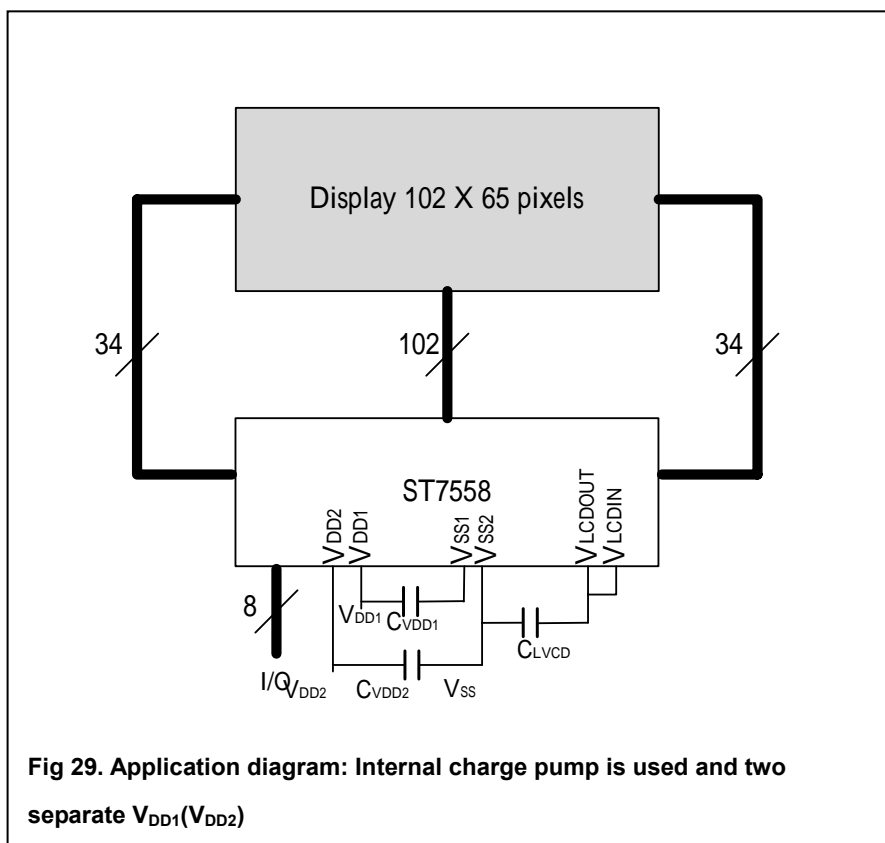 Display 102 X 65 pixels
34
102
34
ST7558
VDD2
VDD1
VSS1
VSS2
VLCDOUT
VLCDIN
8
VDD1
CVDD1
CLVCD
I/O
VDD2
CVDD2
VSS
Fig 29. Application diagram: Internal charge pump is used and two
separate VDD1(VDD2)